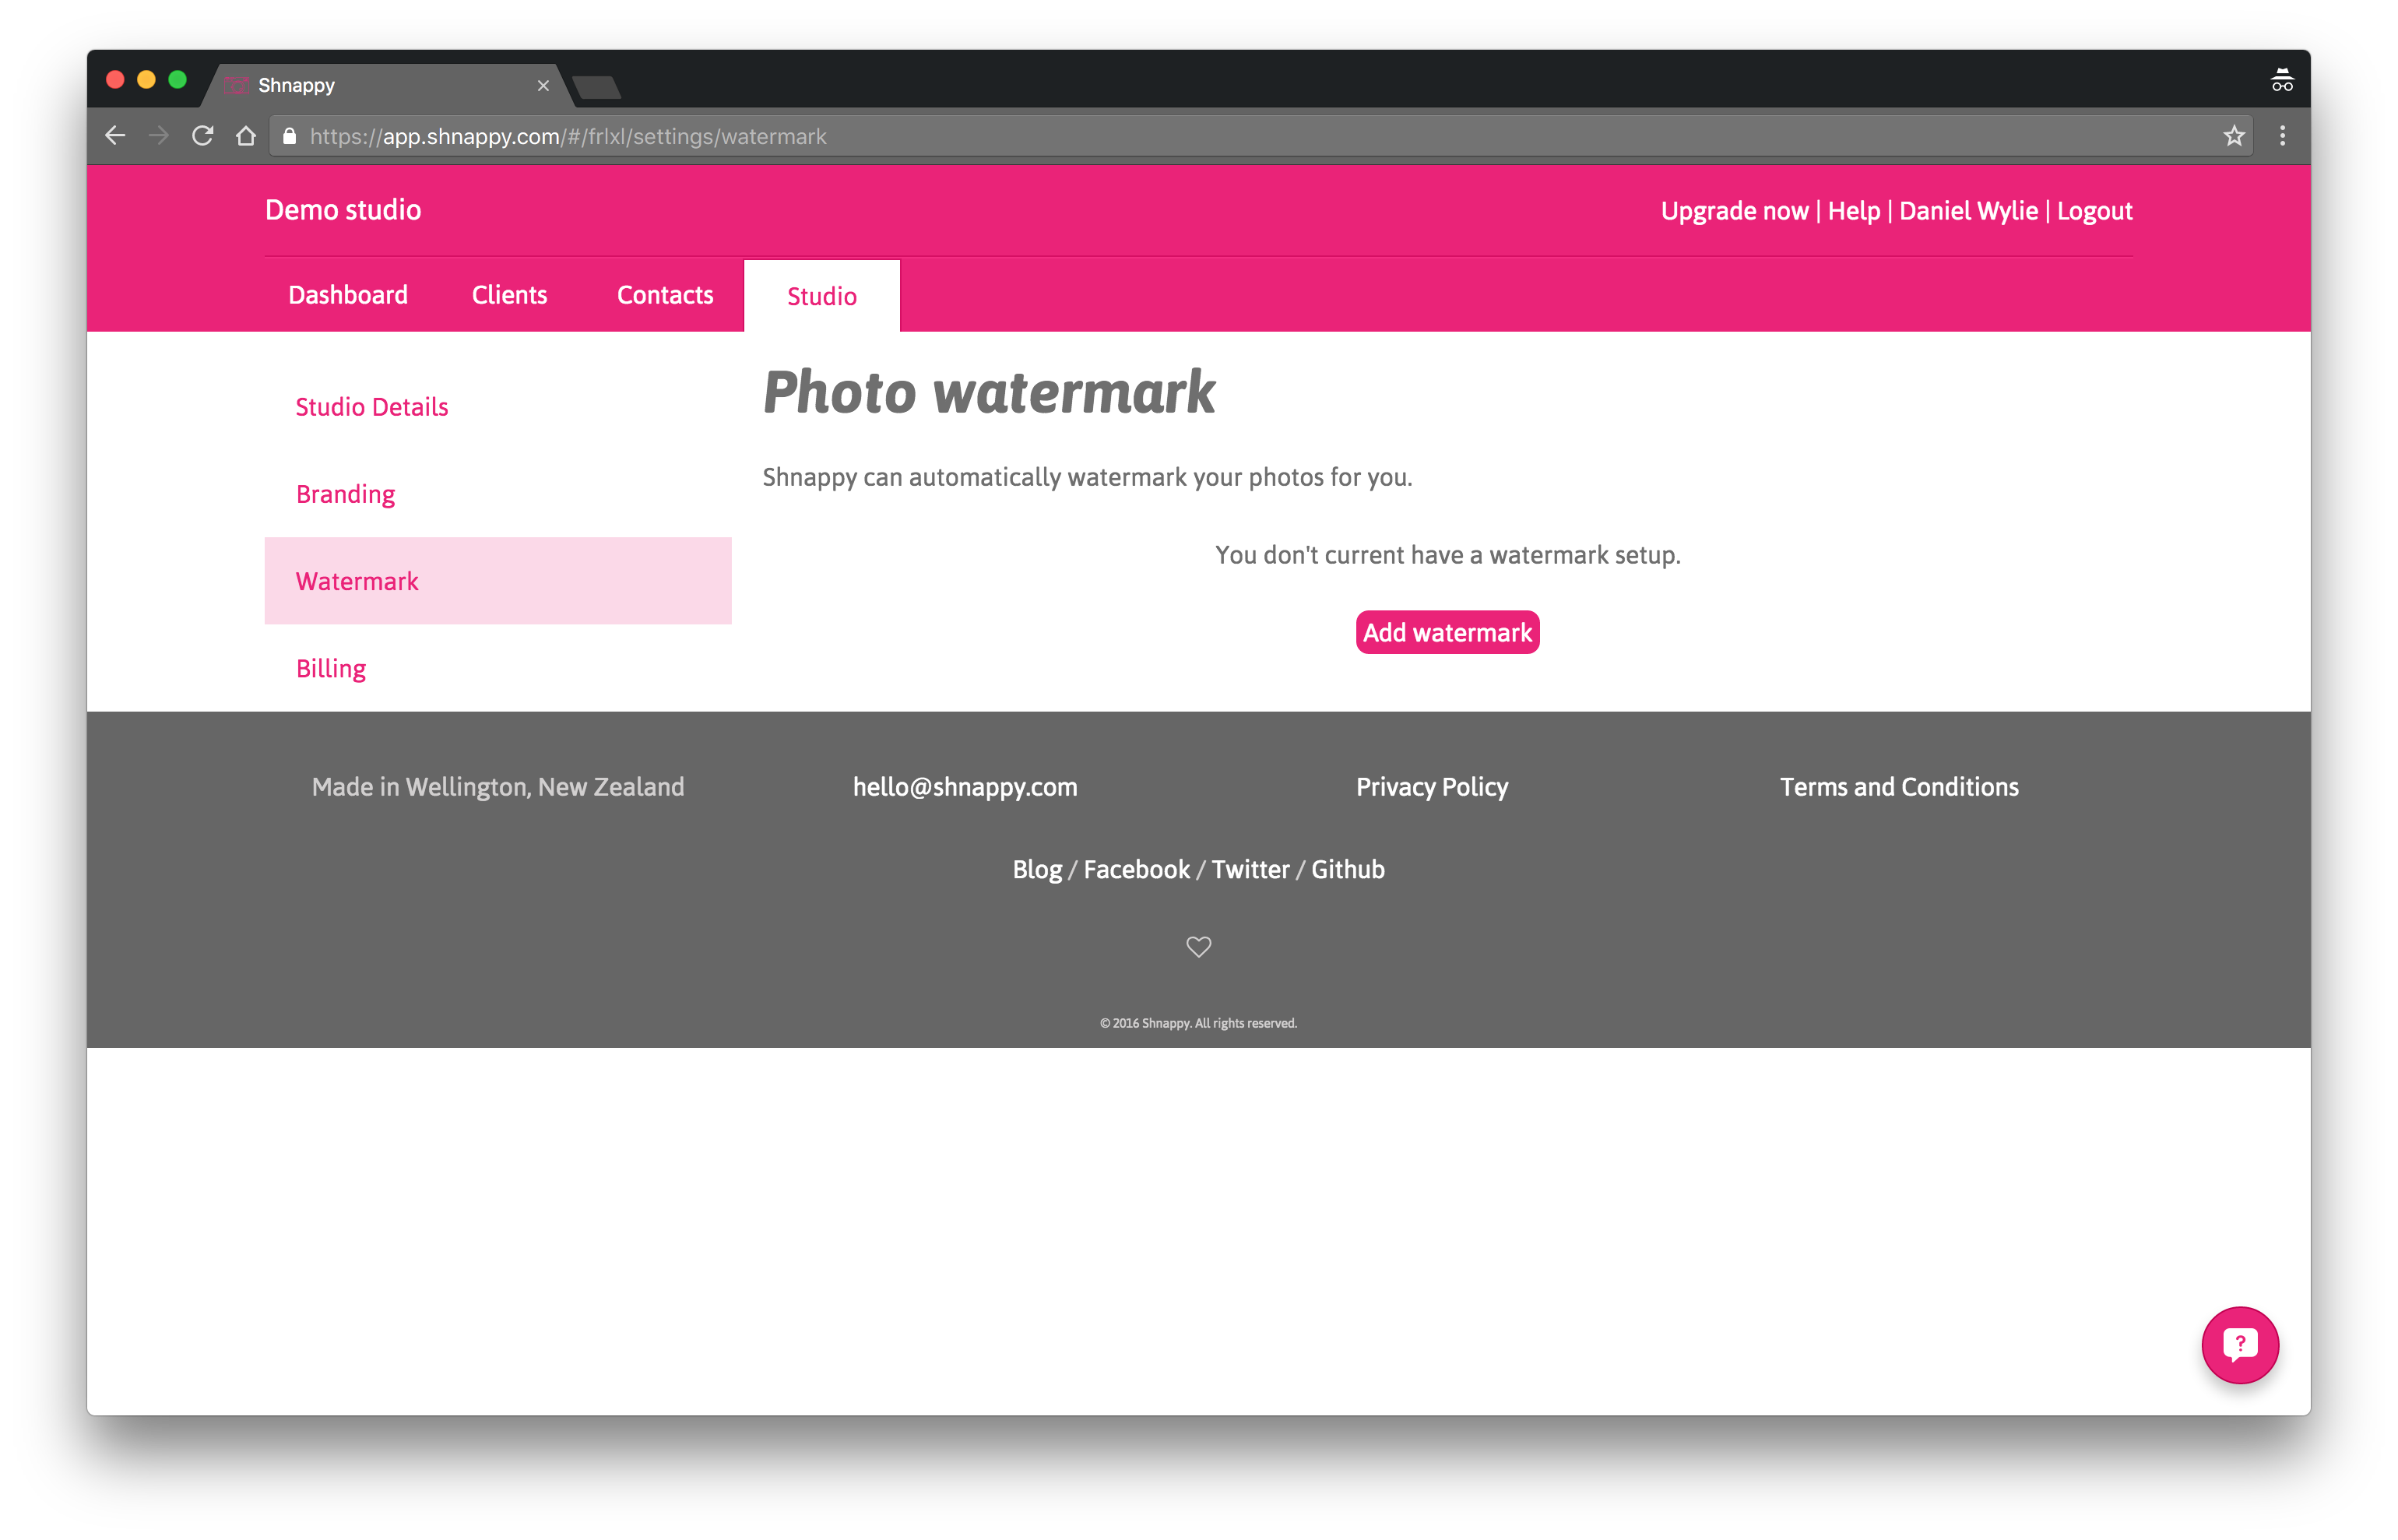 Shnappy
https://app.shnappy.com/#/frlxl/settings/watermark
Demo studio
Upgrade now | Help | Daniel Wylie | Logout
Dashboard Clients Contacts Studio
Studio Details
Branding
Watermark
Billing
Photo watermark
Shnappy can automatically watermark your photos for you.
You don't current have a watermark setup.
Add watermark
Made in Wellington, New Zealand
hello@shnappy.com
Privacy Policy
Terms and Conditions
Blog / Facebook / Twitter / Github
© 2016 Shnappy. All rights reserved.
?